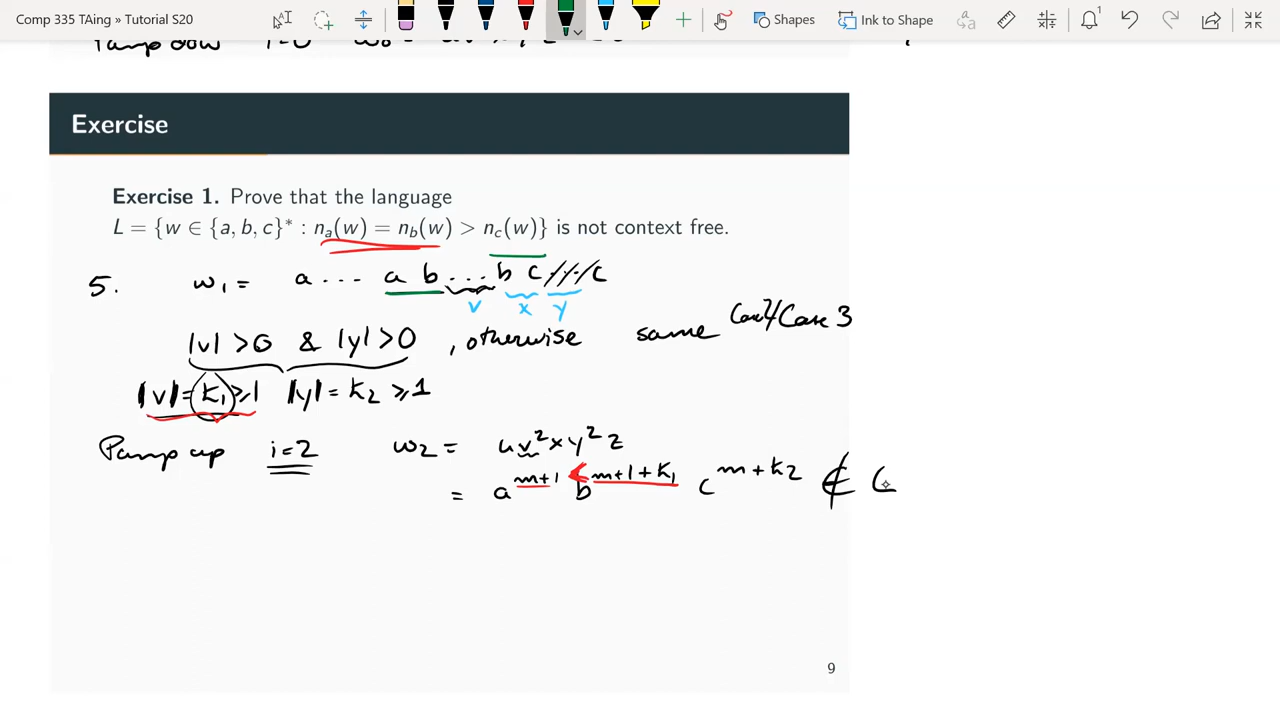 Comp 335 TAing » Tutorial S20
Shapes
Ink to Shape
Exercise
Exercise 1. Prove that the language
L = {w ∈ {a, b, c}* : nₐ(w) = n_b(w) > n_c(w)} is not context free.
5. w₁ = a ... a b ... b c //// c
v x y
|v| > 0 & |y| > 0 , otherwise same Case 3
|v| = k₁ ≥ 1 |y| = k₂ ≥ 1
Pump up i=2 w₂ = uv²xy²z
= a^{m+1} b^{m+1+k₁} c^{m+k₂} ∉
9